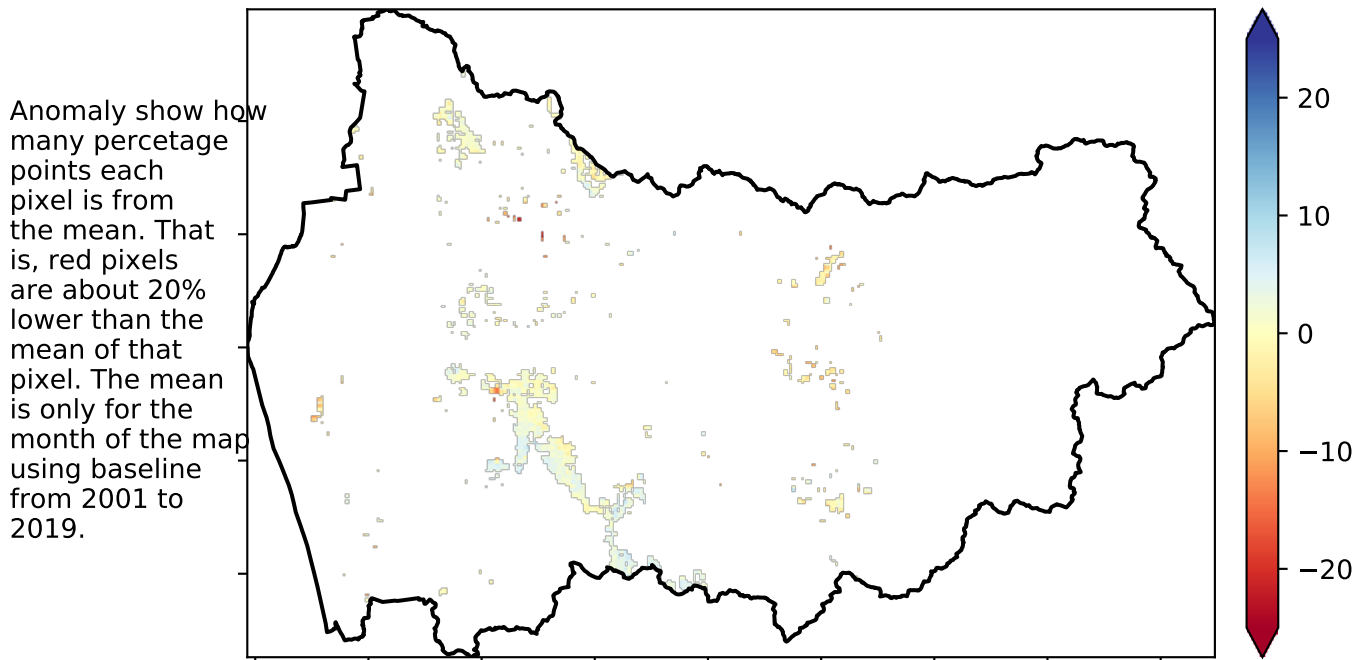 Anomaly show how
many percetage
points each
pixel is from
the mean. That
is, red pixels
are about 20%
lower than the
mean of that
pixel. The mean
is only for the
month of the map
using baseline
from 2001 to
2019.
20
10
0
−10
−20